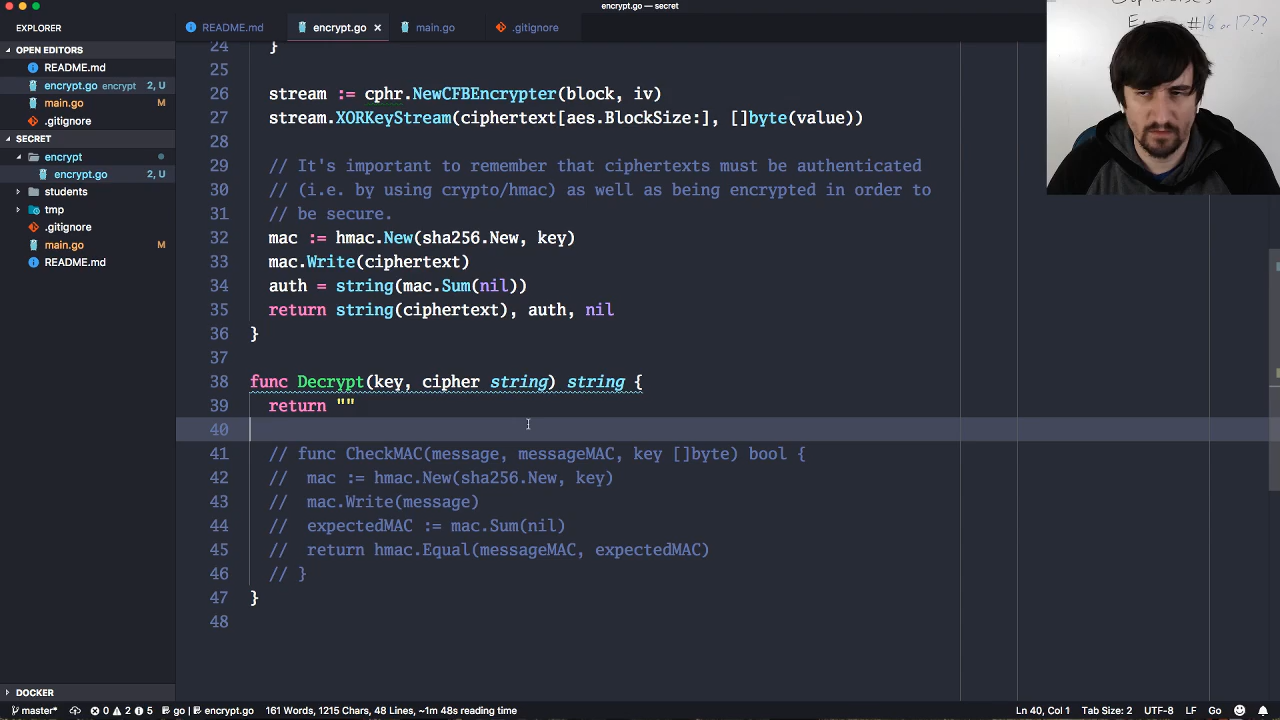 encrypt.go — secret
EXPLORER
OPEN EDITORS
README.md
encrypt.go encrypt 2, U
main.go M
.gitignore
SECRET
encrypt
encrypt.go 2, U
students
tmp
.gitignore
main.go M
README.md
DOCKER
README.md encrypt.go × main.go .gitignore
#16 or 17???
24 }
25
26 stream := cphr.NewCFBEncrypter(block, iv)
27 stream.XORKeyStream(ciphertext[aes.BlockSize:], []byte(value))
28
29 // It's important to remember that ciphertexts must be authenticated
30 // (i.e. by using crypto/hmac) as well as being encrypted in order to
31 // be secure.
32 mac := hmac.New(sha256.New, key)
33 mac.Write(ciphertext)
34 auth = string(mac.Sum(nil))
35 return string(ciphertext), auth, nil
36 }
37
38 func Decrypt(key, cipher string) string {
39 return ""
40
41 // func CheckMAC(message, messageMAC, key []byte) bool {
42 // mac := hmac.New(sha256.New, key)
43 // mac.Write(message)
44 // expectedMAC := mac.Sum(nil)
45 // return hmac.Equal(messageMAC, expectedMAC)
46 // }
47 }
48
master* 0 2 5 go | encrypt.go 161 Words, 1215 Chars, 48 Lines, ~1m 48s reading time Ln 40, Col 1 Tab Size: 2 UTF-8 LF Go